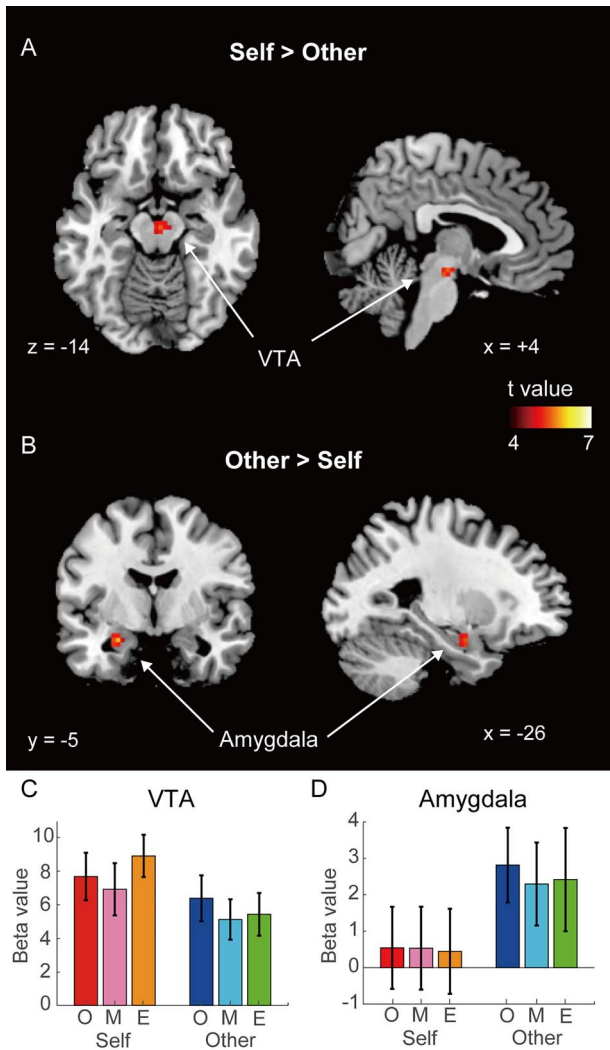 A
Self > Other
z = -14
VTA
x = +4
t value
4 7
B
Other > Self
y = -5
Amygdala
x = -26
C
VTA
Beta value
10
8
6
4
2
0
O M E O M E
Self Other
D
Amygdala
Beta value
4
3
2
1
0
-1
O M E O M E
Self Other